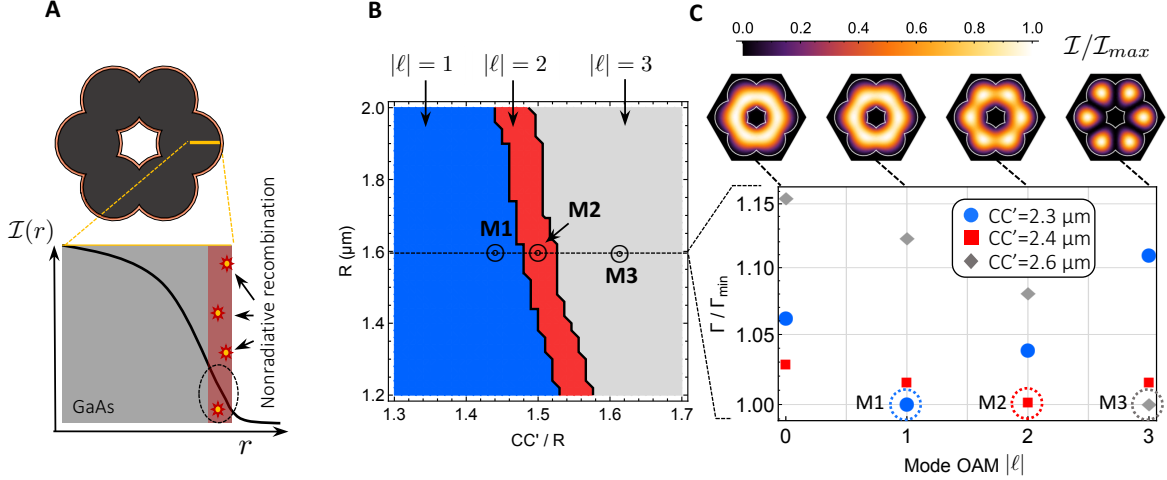 A
I(r)
GaAs
r
Nonradiative recombination
B
|ℓ| = 1
|ℓ| = 2
|ℓ| = 3
2.0
1.8
1.6
1.4
1.2
R (μm)
M1
M2
M3
1.3
1.4
1.5
1.6
1.7
CC' / R
C
0.0 0.2 0.4 0.6 0.8 1.0
I/I_max
1.15
1.10
1.05
1.00
Γ / Γ_min
CC'=2.3 μm
CC'=2.4 μm
CC'=2.6 μm
M1
M2
M3
0
1
2
3
Mode OAM |ℓ|